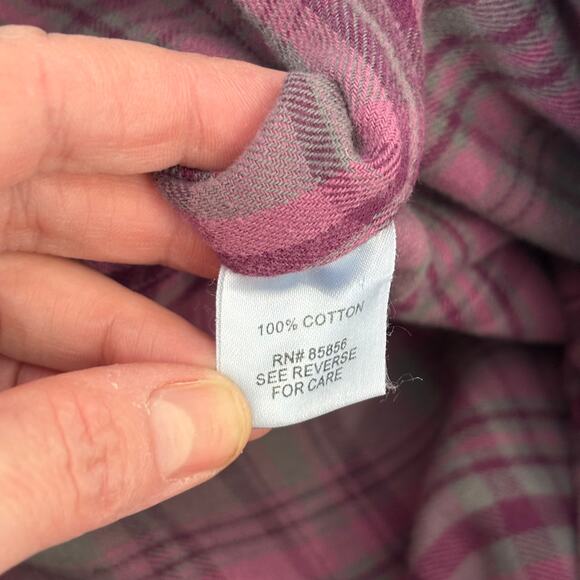 100% COTTON
RN# 85856
SEE REVERSE
FOR CARE